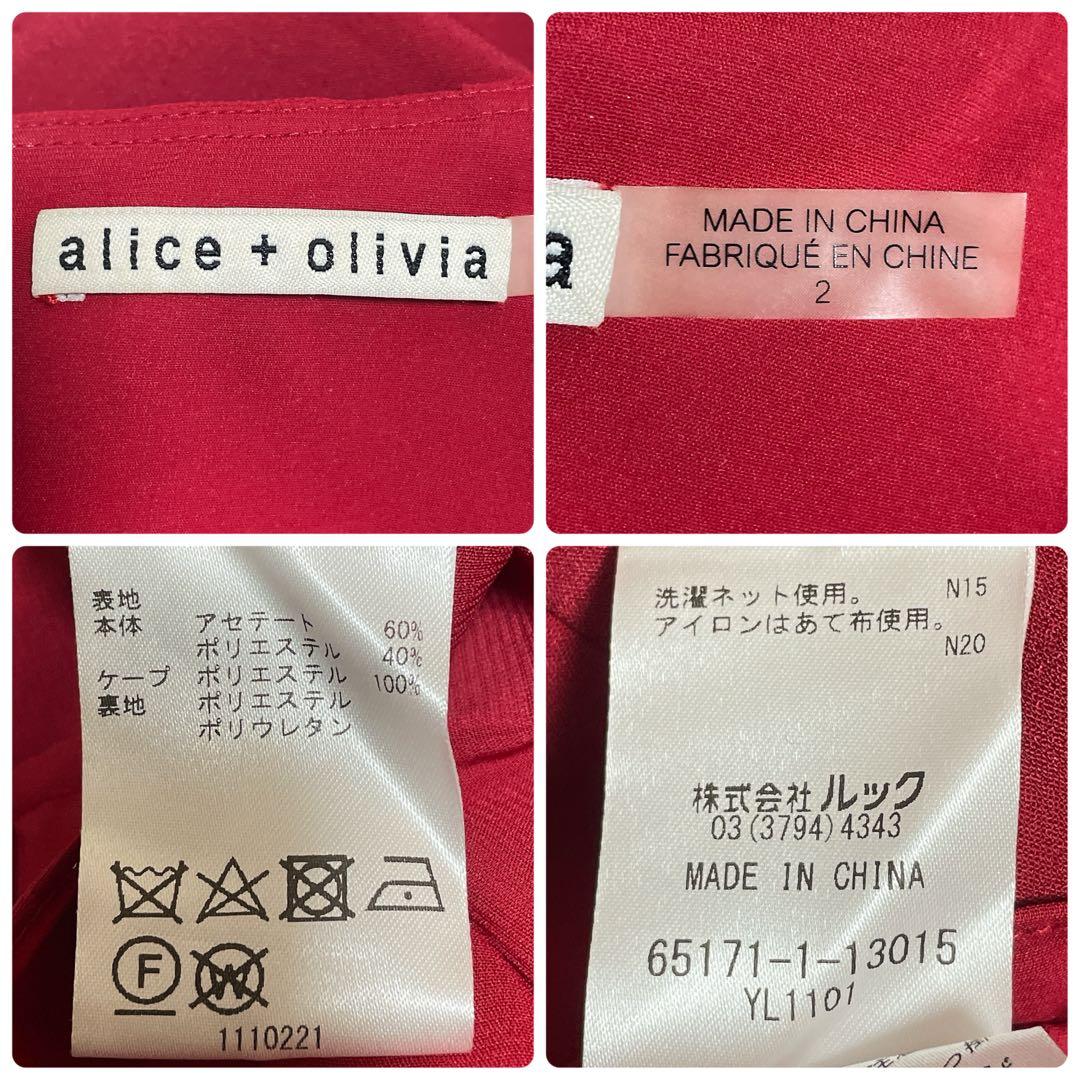 alice + olivia
a
MADE IN CHINA
FABRIQUÉ EN CHINE
2
表地
本体 アセテート 60%
ポリエステル 40%
ケープ ポリエステル 100%
裏地 ポリエステル
ポリウレタン
F
W
1110221
洗濯ネット使用。 N15
アイロンはあて布使用。
N20
株式会社 ルック
03(3794)4343
MADE IN CHINA
65171-1-13015
YL1101